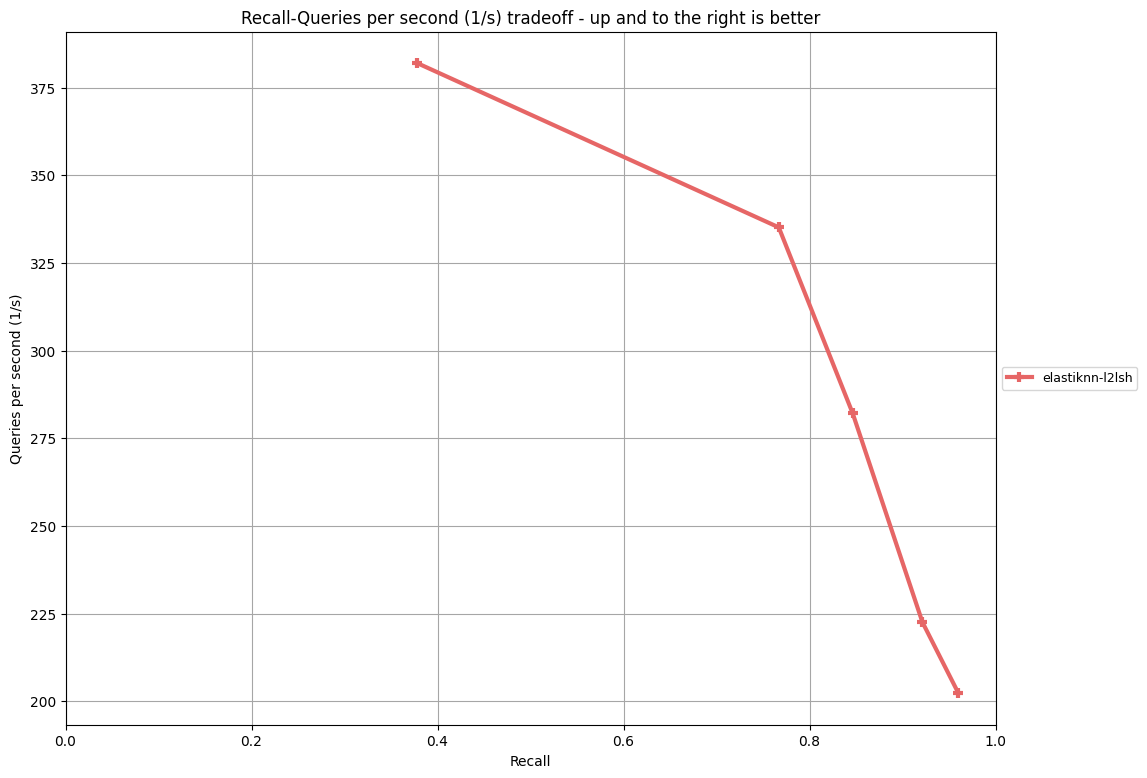 Recall-Queries per second (1/s) tradeoff - up and to the right is better
Queries per second (1/s)
375
350
325
300
275
250
225
200
0.0 0.2 0.4 0.6 0.8 1.0
Recall
elastiknn-l2lsh